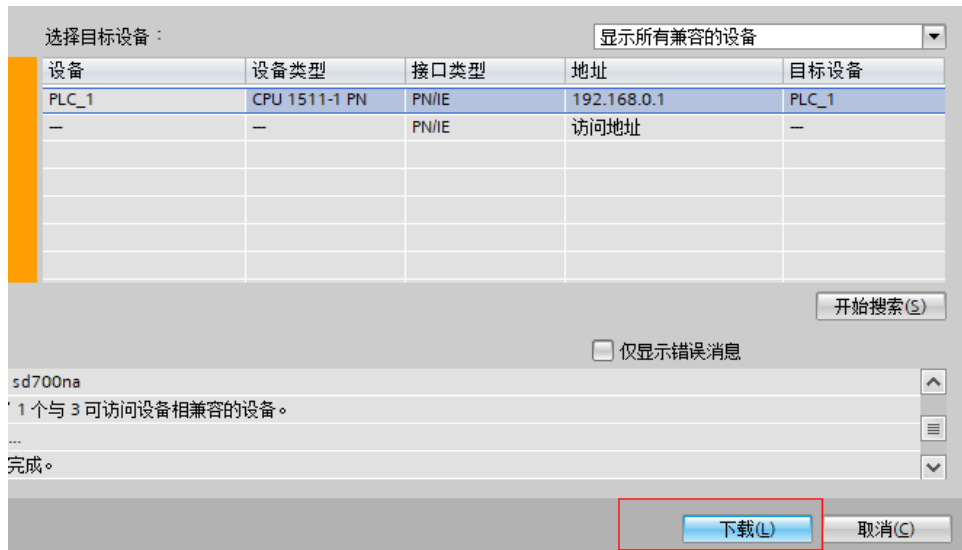 选择目标设备：
显示所有兼容的设备
设备 设备类型 接口类型 地址 目标设备
PLC_1 CPU 1511-1 PN PN/IE 192.168.0.1 PLC_1
— — PN/IE 访问地址 —
开始搜索(S)
仅显示错误消息
sd700na
1 个与 3 可访问设备相兼容的设备。
...
完成。
下载(L) 取消(C)